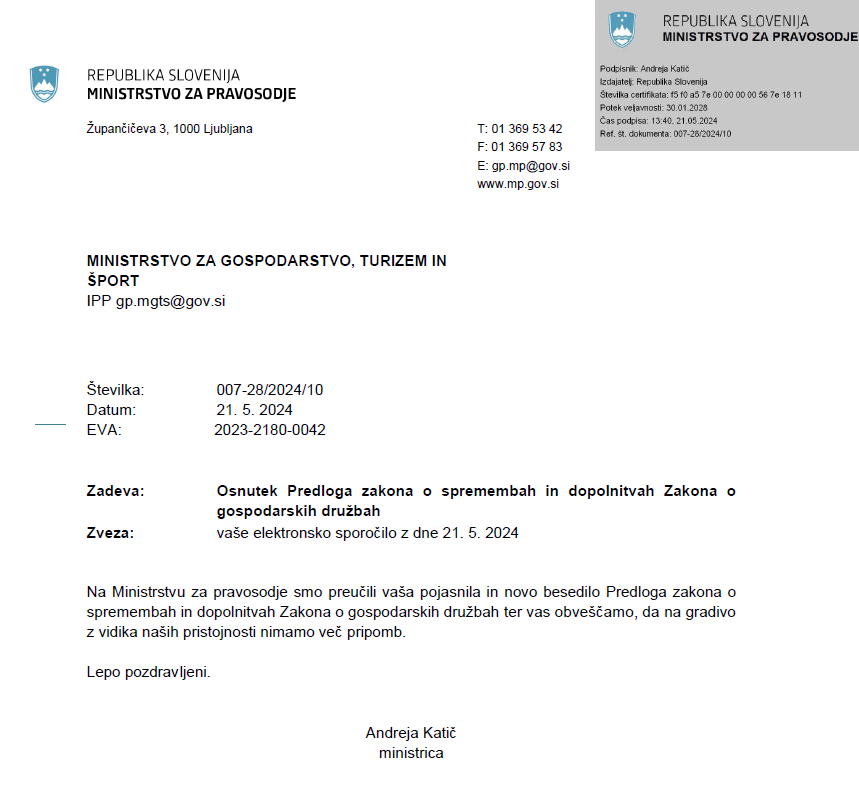 REPUBLIKA SLOVENIJA
MINISTRSTVO ZA PRAVOSODJE
Podpisnik: Andreja Katič
Izdajatelj: Republika Slovenija
Številka certifikata: f5 f0 a5 7e 00 00 00 00 56 7e 18 11
Potek veljavnosti: 30.01.2028
Čas podpisa: 13:40, 21.05.2024
Ref. št. dokumenta: 007-28/2024/10
REPUBLIKA SLOVENIJA
MINISTRSTVO ZA PRAVOSODJE
Župančičeva 3, 1000 Ljubljana
T: 01 369 53 42
F: 01 369 57 83
E: gp.mp@gov.si
www.mp.gov.si
MINISTRSTVO ZA GOSPODARSTVO, TURIZEM IN
ŠPORT
IPP gp.mgts@gov.si
Številka: 007-28/2024/10
Datum: 21. 5. 2024
EVA: 2023-2180-0042
Zadeva: Osnutek Predloga zakona o spremembah in dopolnitvah Zakona o
gospodarskih družbah
Zveza: vaše elektronsko sporočilo z dne 21. 5. 2024
Na Ministrstvu za pravosodje smo preučili vaša pojasnila in novo besedilo Predloga zakona o
spremembah in dopolnitvah Zakona o gospodarskih družbah ter vas obveščamo, da na gradivo
z vidika naših pristojnosti nimamo več pripomb.
Lepo pozdravljeni.
Andreja Katič
ministrica